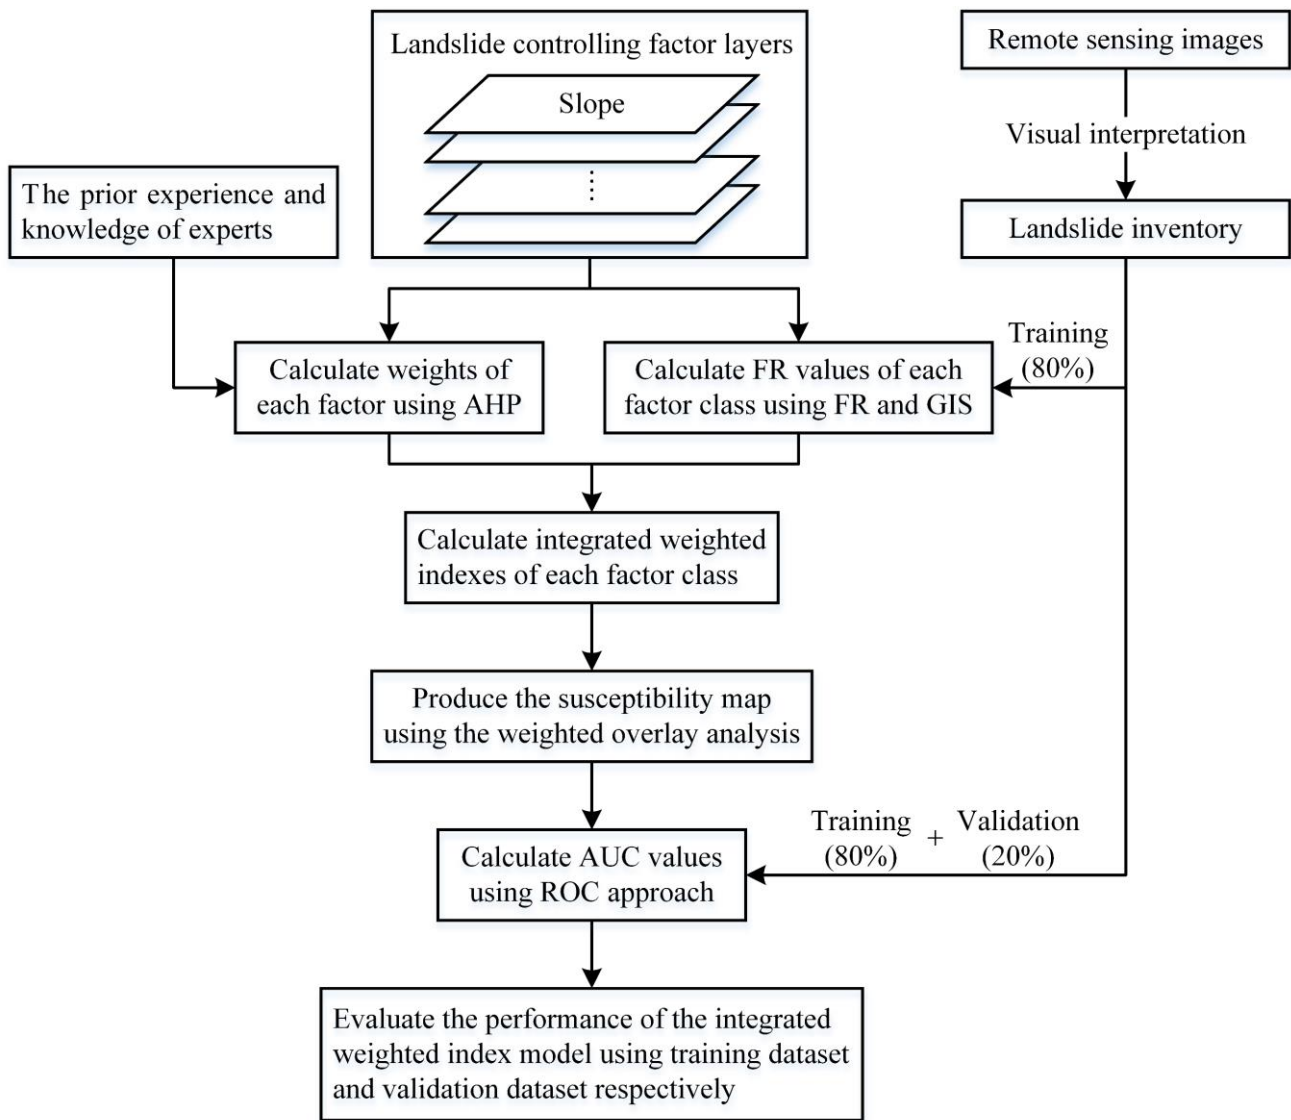 Landslide controlling factor layers
Slope
Remote sensing images
Visual interpretation
Landslide inventory
The prior experience and
knowledge of experts
Training
(80%)
Calculate weights of
each factor using AHP
Calculate FR values of each
factor class using FR and GIS
Calculate integrated weighted
indexes of each factor class
Produce the susceptibility map
using the weighted overlay analysis
Training + Validation
(80%) (20%)
Calculate AUC values
using ROC approach
Evaluate the performance of the integrated
weighted index model using training dataset
and validation dataset respectively